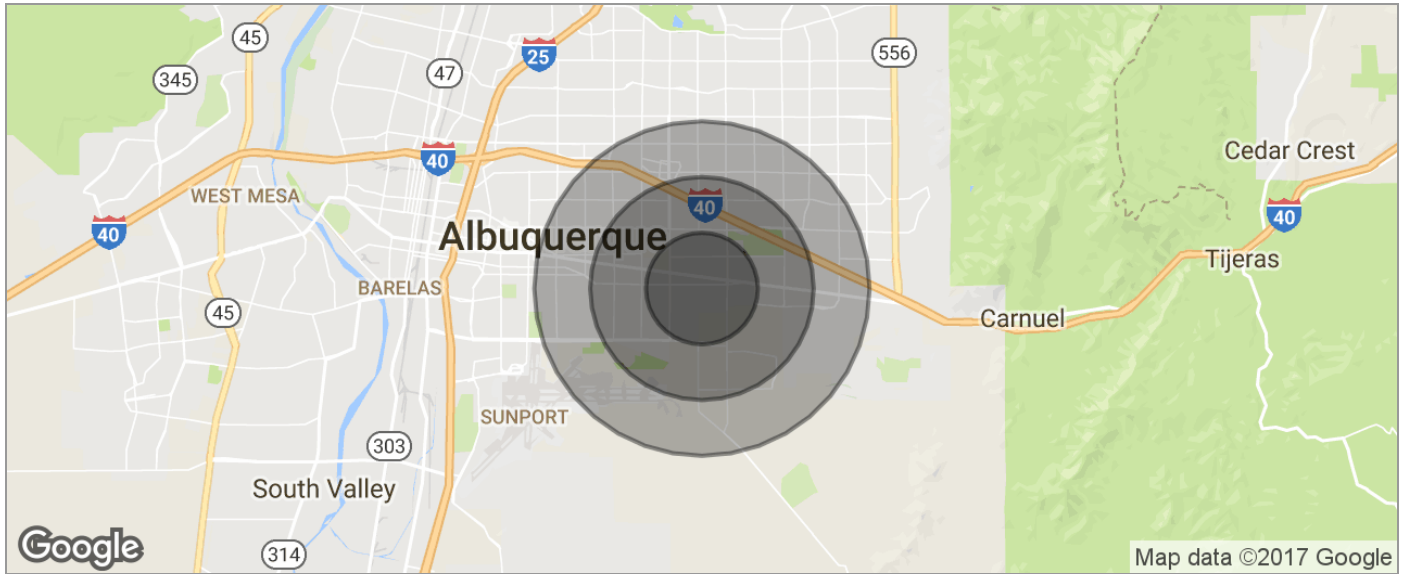 45
25
556
47
345
Cedar Crest
40
40
WEST MESA
40
40
40
Albuquerque
Tijeras
BARELAS
45
Carnuel
SUNPORT
303
South Valley
Google
314
Map data ©2017 Google